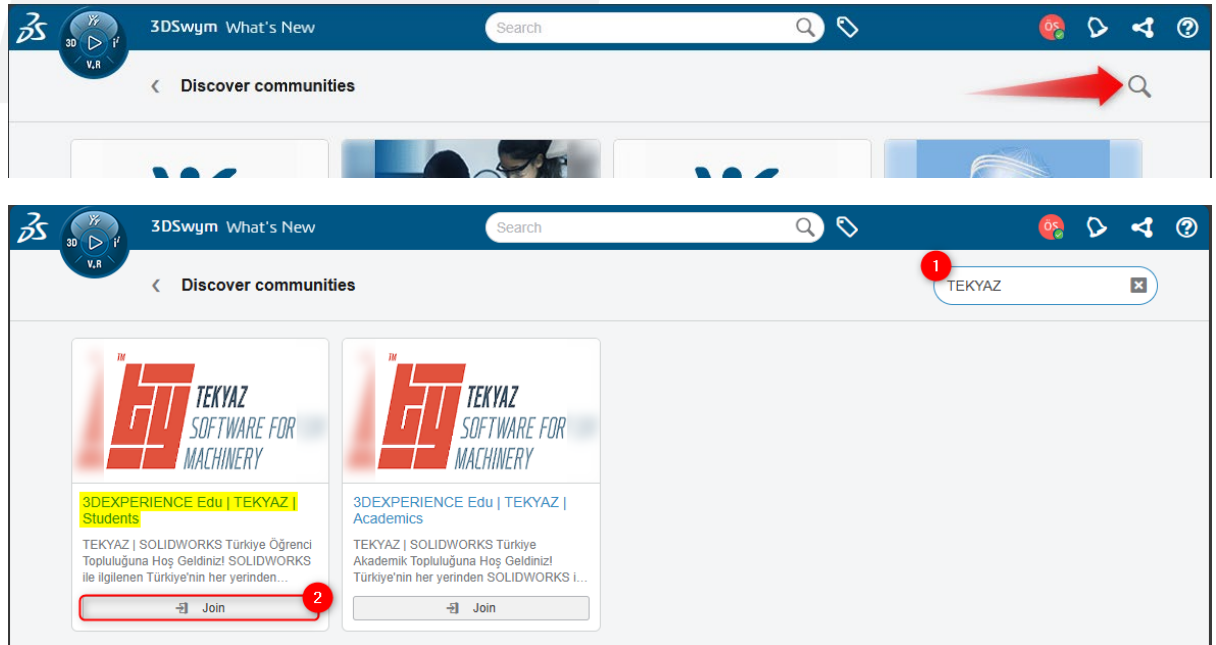 3DSwym What's New
Search
ÖS
3D
V.R
Discover communities
3DSwym What's New
Search
ÖS
3D
V.R
Discover communities
1
TEKYAZ
TM
TEKYAZ
SOFTWARE FOR
MACHINERY
3DEXPERIENCE Edu | TEKYAZ |
Students
TEKYAZ | SOLIDWORKS Türkiye Öğrenci
Topluluğuna Hoş Geldiniz! SOLIDWORKS
ile ilgilenen Türkiye'nin her yerinden...
Join
2
TM
TEKYAZ
SOFTWARE FOR
MACHINERY
3DEXPERIENCE Edu | TEKYAZ |
Academics
TEKYAZ | SOLIDWORKS Türkiye
Akademik Topluluğuna Hoş Geldiniz!
Türkiye'nin her yerinden SOLIDWORKS i...
Join